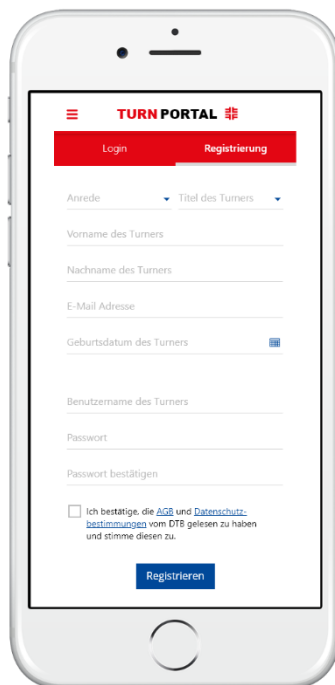 TURNPORTAL
Login Registrierung
Anrede Titel des Turners
Vorname des Turners
Nachname des Turners
E-Mail Adresse
Geburtsdatum des Turners
Benutzername des Turners
Passwort
Passwort bestätigen
Ich bestätige, die AGB und Datenschutz-
bestimmungen vom DTB gelesen zu haben
und stimme diesen zu.
Registrieren